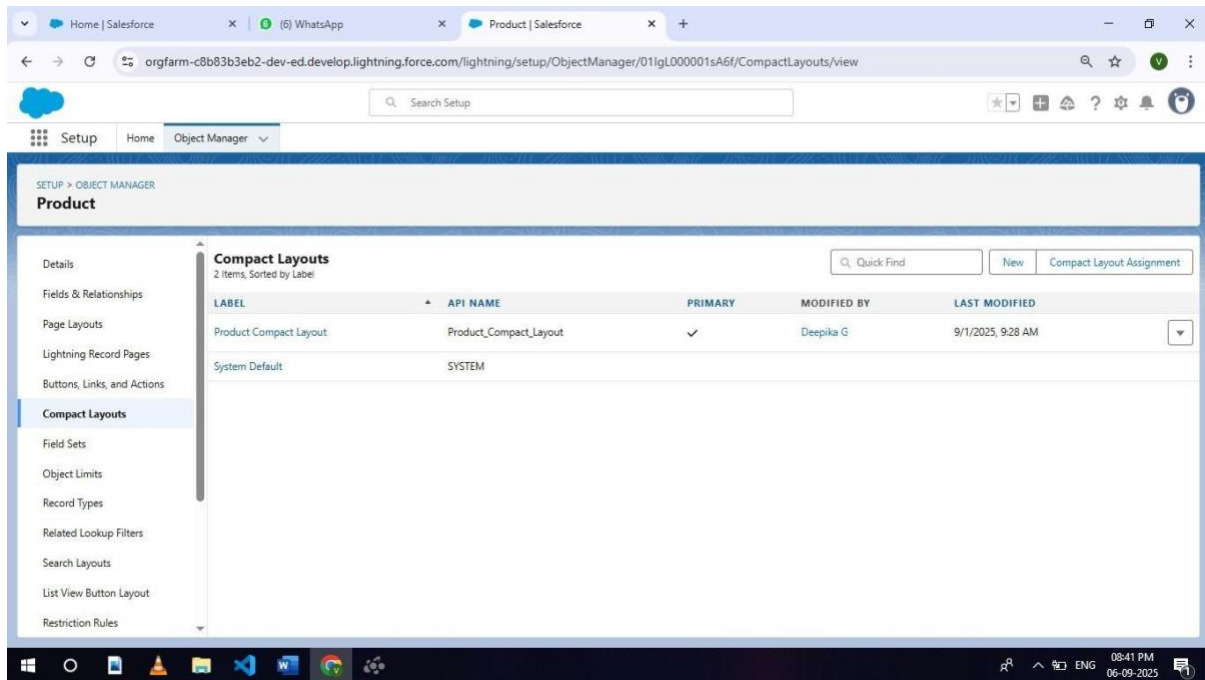 Home | Salesforce
(6) WhatsApp
Product | Salesforce
orgfarm-c8b83b3eb2-dev-ed.develop.lightning.force.com/lightning/setup/ObjectManager/01IgL000001sA6f/CompactLayouts/view
V
Search Setup
Setup Home Object Manager
SETUP > OBJECT MANAGER
Product
Details
Fields & Relationships
Page Layouts
Lightning Record Pages
Buttons, Links, and Actions
Compact Layouts
Field Sets
Object Limits
Record Types
Related Lookup Filters
Search Layouts
List View Button Layout
Restriction Rules
Compact Layouts
2 Items, Sorted by Label
Quick Find
New
Compact Layout Assignment
LABEL API NAME PRIMARY MODIFIED BY LAST MODIFIED
Product Compact Layout Product_Compact_Layout ✓ Deepika G 9/1/2025, 9:28 AM
System Default SYSTEM
ENG
08:41 PM
06-09-2025